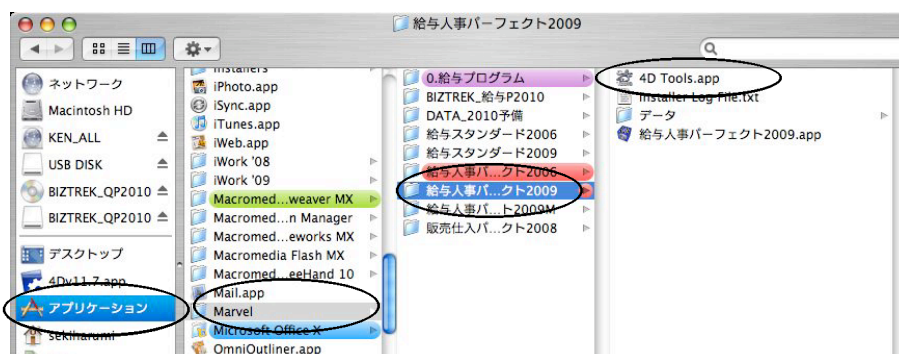 給与人事パーフェクト2009
ネットワーク
Macintosh HD
KEN_ALL
USB DISK
BIZTREK_QP2010
BIZTREK_QP2010
デスクトップ
4Dv11.7.app
アプリケーション
sekiharumi
Installers
iPhoto.app
iSync.app
iTunes.app
iWeb.app
iWork '08
iWork '09
Macromed...weaver MX
Macromed...n Manager
Macromed...eworks MX
Macromedia Flash MX
Macromed...eeHand 10
Mail.app
Marvel
Microsoft Office X
OmniOutliner.app
0.給与プログラム
BIZTREK_給与P2010
DATA_2010予備
給与スタンダード2006
給与スタンダード2009
給与人事パ...クト2006
給与人事パ...クト2009
給与人事パ...ト2009M
販売仕入パ...クト2008
4D Tools.app
Installer Log File.txt
データ
給与人事パーフェクト2009.app